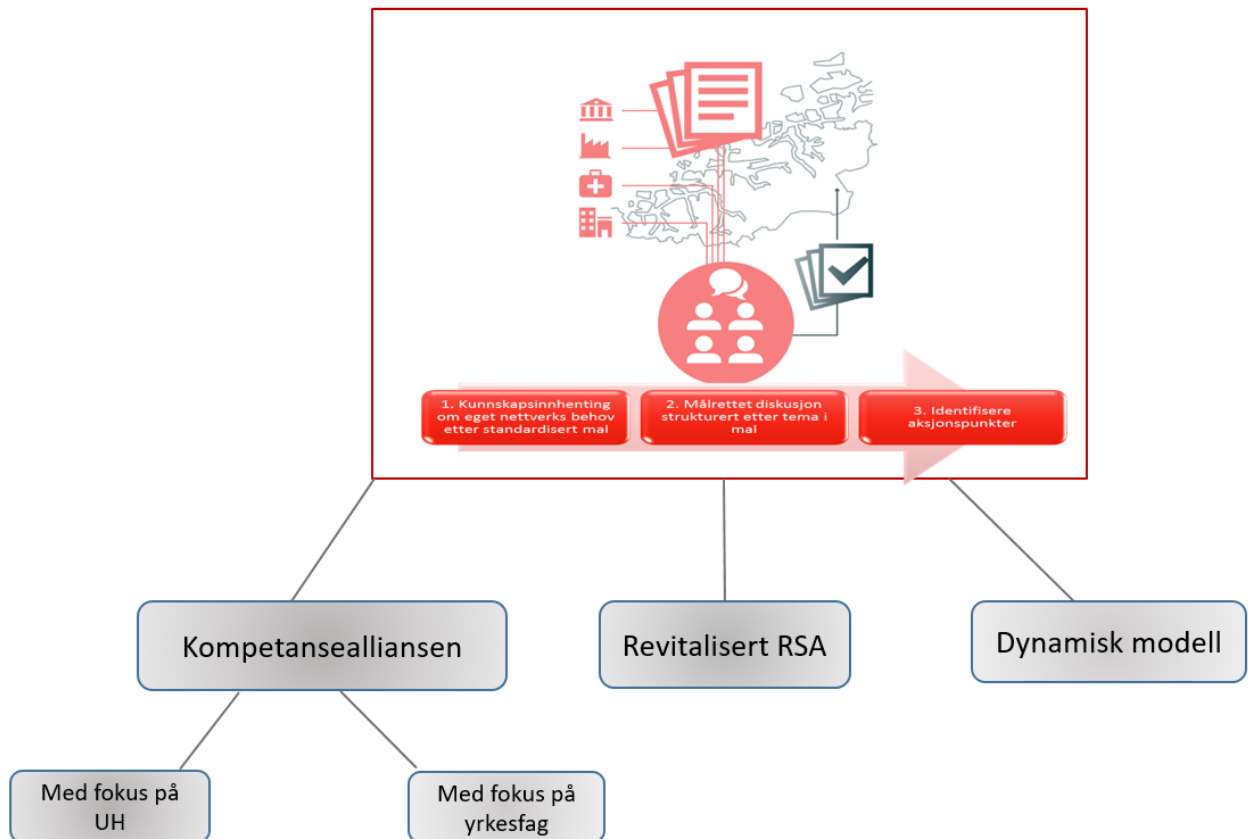 1. Kunnskapsinnhenting
om eget nettverks behov
etter standardisert mal
2. Målrettet diskusjon
strukturert etter tema i
mal
3. Identifisere
aksjonspunkter
Kompetansealliansen
Revitalisert RSA
Dynamisk modell
Med fokus på
UH
Med fokus på
yrkesfag